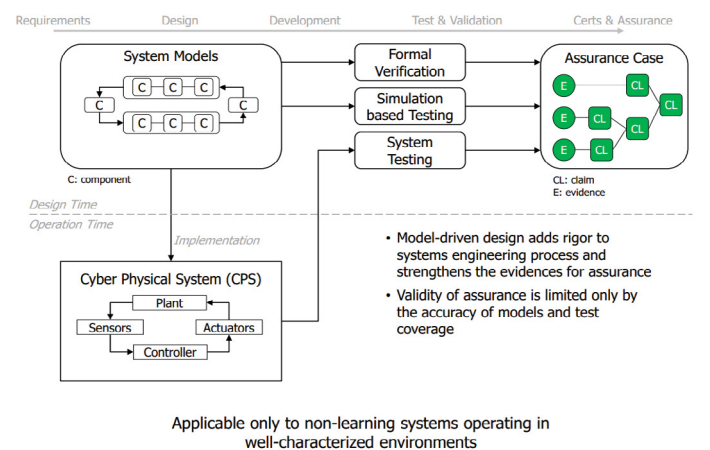 Requirements Design Development Test & Validation Certs & Assurance
System Models
C C C
C C
C C C
C: component
Formal
Verification
Simulation
based Testing
System
Testing
Assurance Case
E CL
CL
E CL
CL
E CL
CL: claim
E: evidence
Design Time
Operation Time
Implementation
Cyber Physical System (CPS)
Plant
Sensors Actuators
Controller
• Model-driven design adds rigor to
systems engineering process and
strengthens the evidences for assurance
• Validity of assurance is limited only by
the accuracy of models and test
coverage
Applicable only to non-learning systems operating in
well-characterized environments